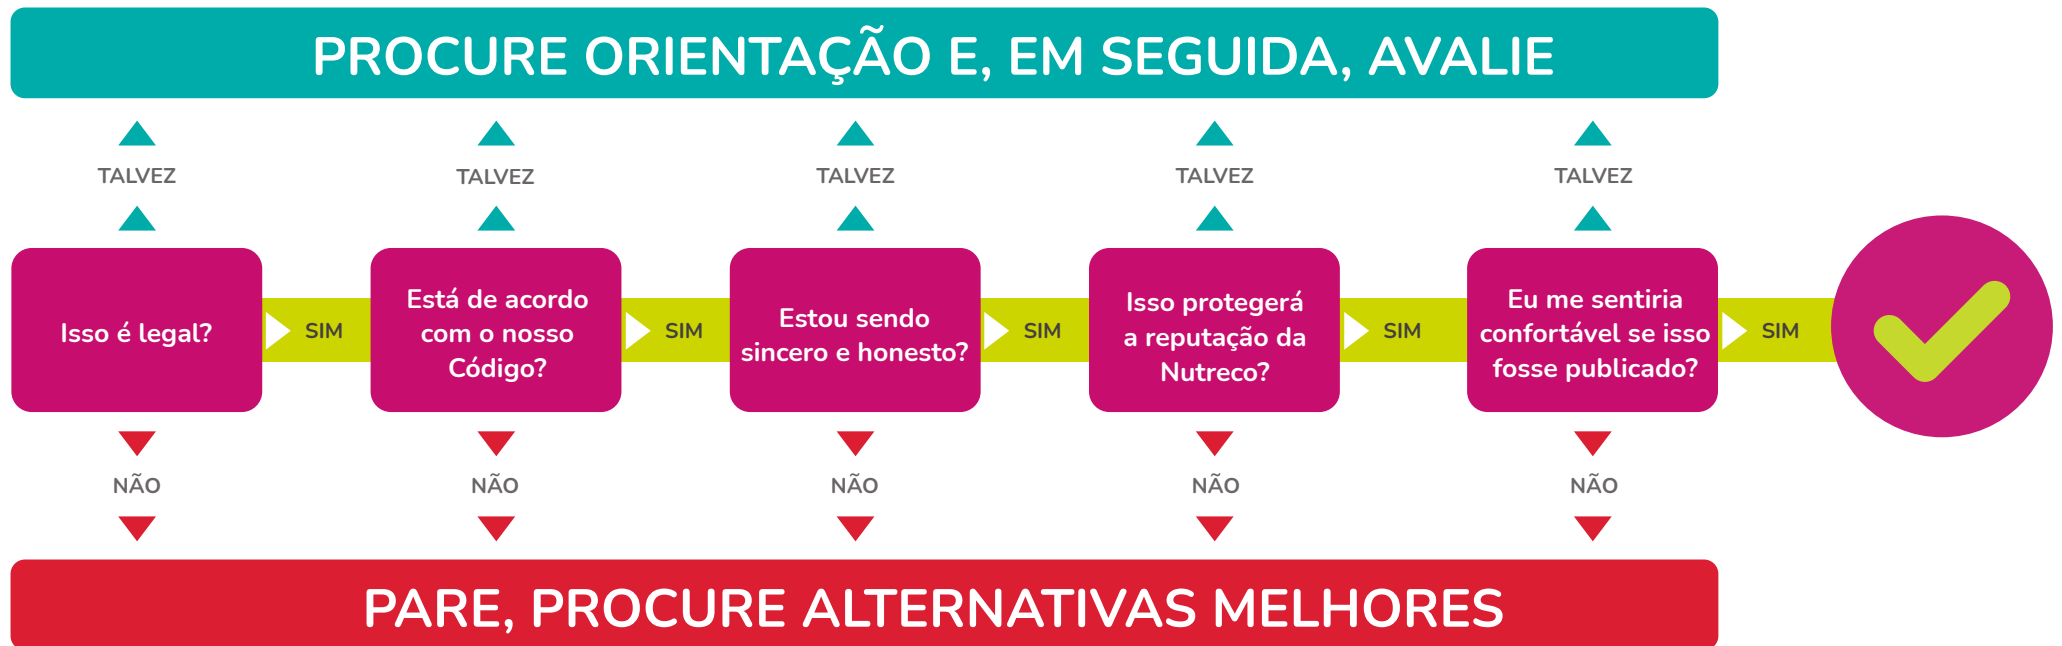 PROCURE ORIENTAÇÃO E, EM SEGUIDA, AVALIE
TALVEZ
TALVEZ
TALVEZ
TALVEZ
TALVEZ
Isso é legal?
SIM
Está de acordo
com o nosso
Código?
SIM
Estou sendo
sincero e honesto?
SIM
Isso protegerá
a reputação da
Nutreco?
SIM
Eu me sentiria
confortável se isso
fosse publicado?
SIM
NÃO
NÃO
NÃO
NÃO
NÃO
PARE, PROCURE ALTERNATIVAS MELHORES